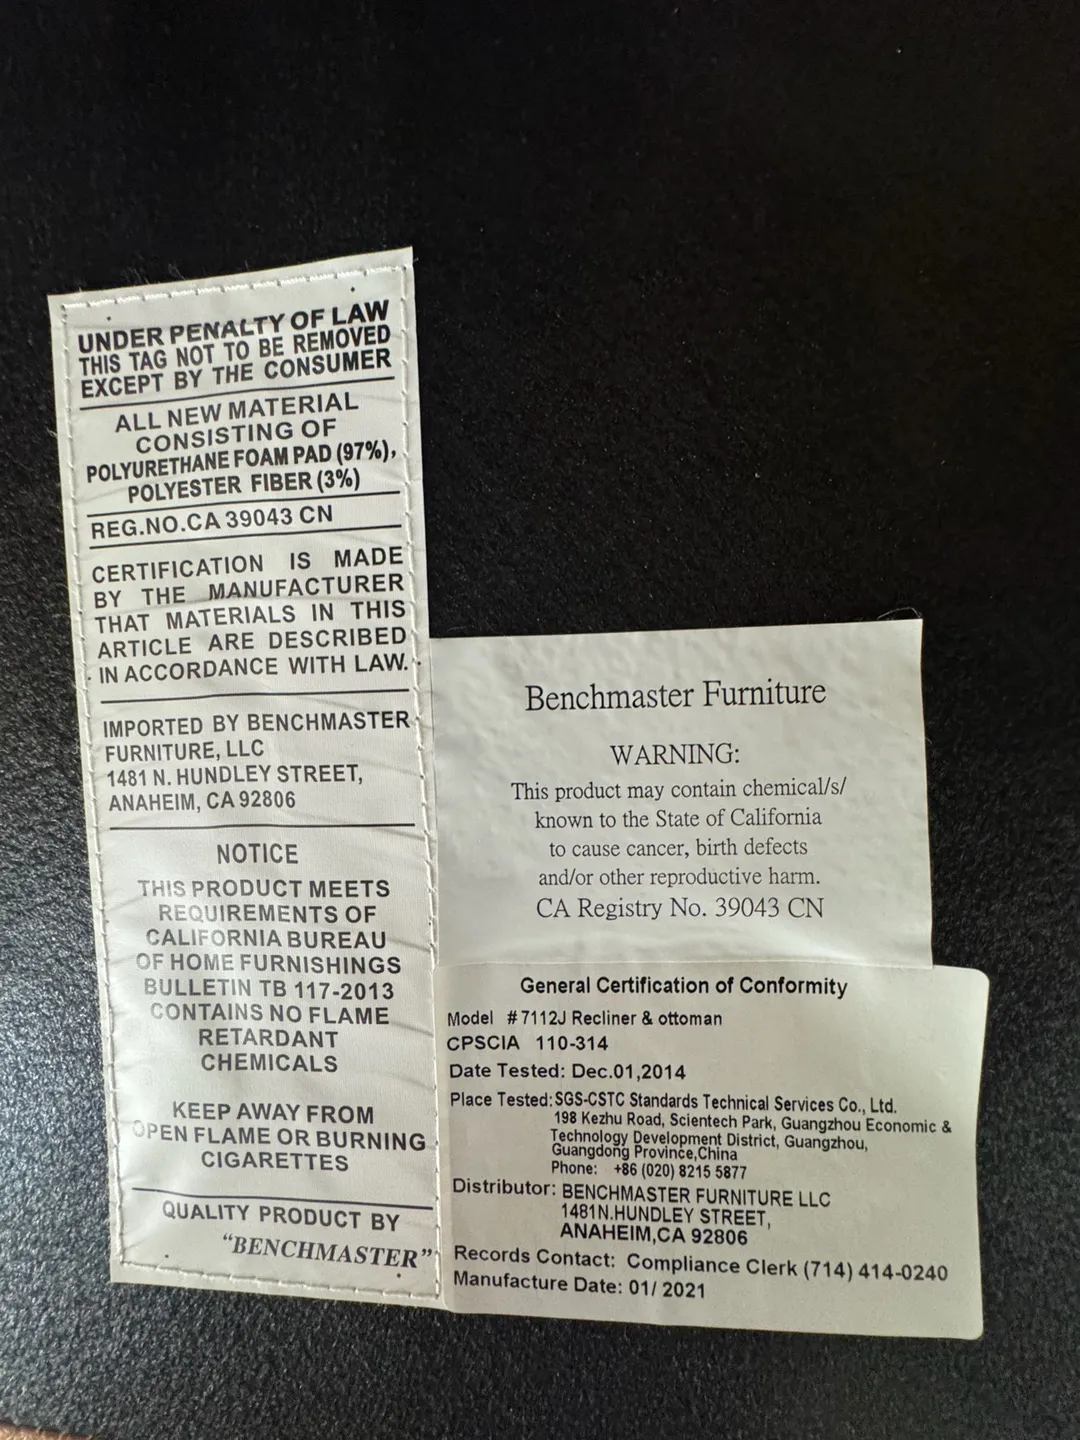 UNDER PENALTY OF LAW
THIS TAG NOT TO BE REMOVED
EXCEPT BY THE CONSUMER
ALL NEW MATERIAL
CONSISTING OF
POLYURETHANE FOAM PAD (97%),
POLYESTER FIBER (3%)
REG.NO.CA 39043 CN
CERTIFICATION IS MADE
BY THE MANUFACTURER
THAT MATERIALS IN THIS
ARTICLE ARE DESCRIBED
IN ACCORDANCE WITH LAW.
IMPORTED BY BENCHMASTER
FURNITURE, LLC
1481 N. HUNDLEY STREET,
ANAHEIM, CA 92806
NOTICE
THIS PRODUCT MEETS
REQUIREMENTS OF
CALIFORNIA BUREAU
OF HOME FURNISHINGS
BULLETIN TB 117-2013
CONTAINS NO FLAME
RETARDANT
CHEMICALS
KEEP AWAY FROM
OPEN FLAME OR BURNING
CIGARETTES
QUALITY PRODUCT BY
"BENCHMASTER"
Benchmaster Furniture
WARNING:
This product may contain chemical/s/
known to the State of California
to cause cancer, birth defects
and/or other reproductive harm.
CA Registry No. 39043 CN
General Certification of Conformity
Model #7112J Recliner & ottoman
CPSCIA 110-314
Date Tested: Dec.01,2014
Place Tested: SGS-CSTC Standards Technical Services Co., Ltd.
198 Kezhu Road, Scientech Park, Guangzhou Economic &
Technology Development District, Guangzhou,
Guangdong Province,China
Phone: +86 (020) 8215 5877
Distributor: BENCHMASTER FURNITURE LLC
1481N.HUNDLEY STREET,
ANAHEIM,CA 92806
Records Contact: Compliance Clerk (714) 414-0240
Manufacture Date: 01/ 2021